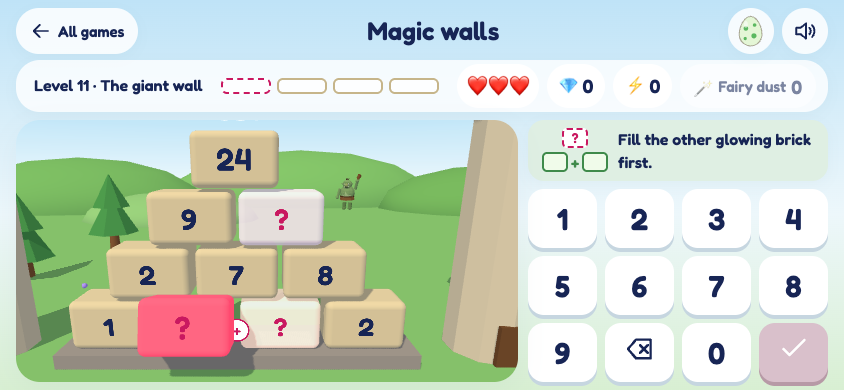 All games
Magic walls
Level 11 · The giant wall
0
0
Fairy dust 0
24
9 ?
2 7 8
1 ? + ? 2
?
+
Fill the other glowing brick
first.
1 2 3 4
5 6 7 8
9 0